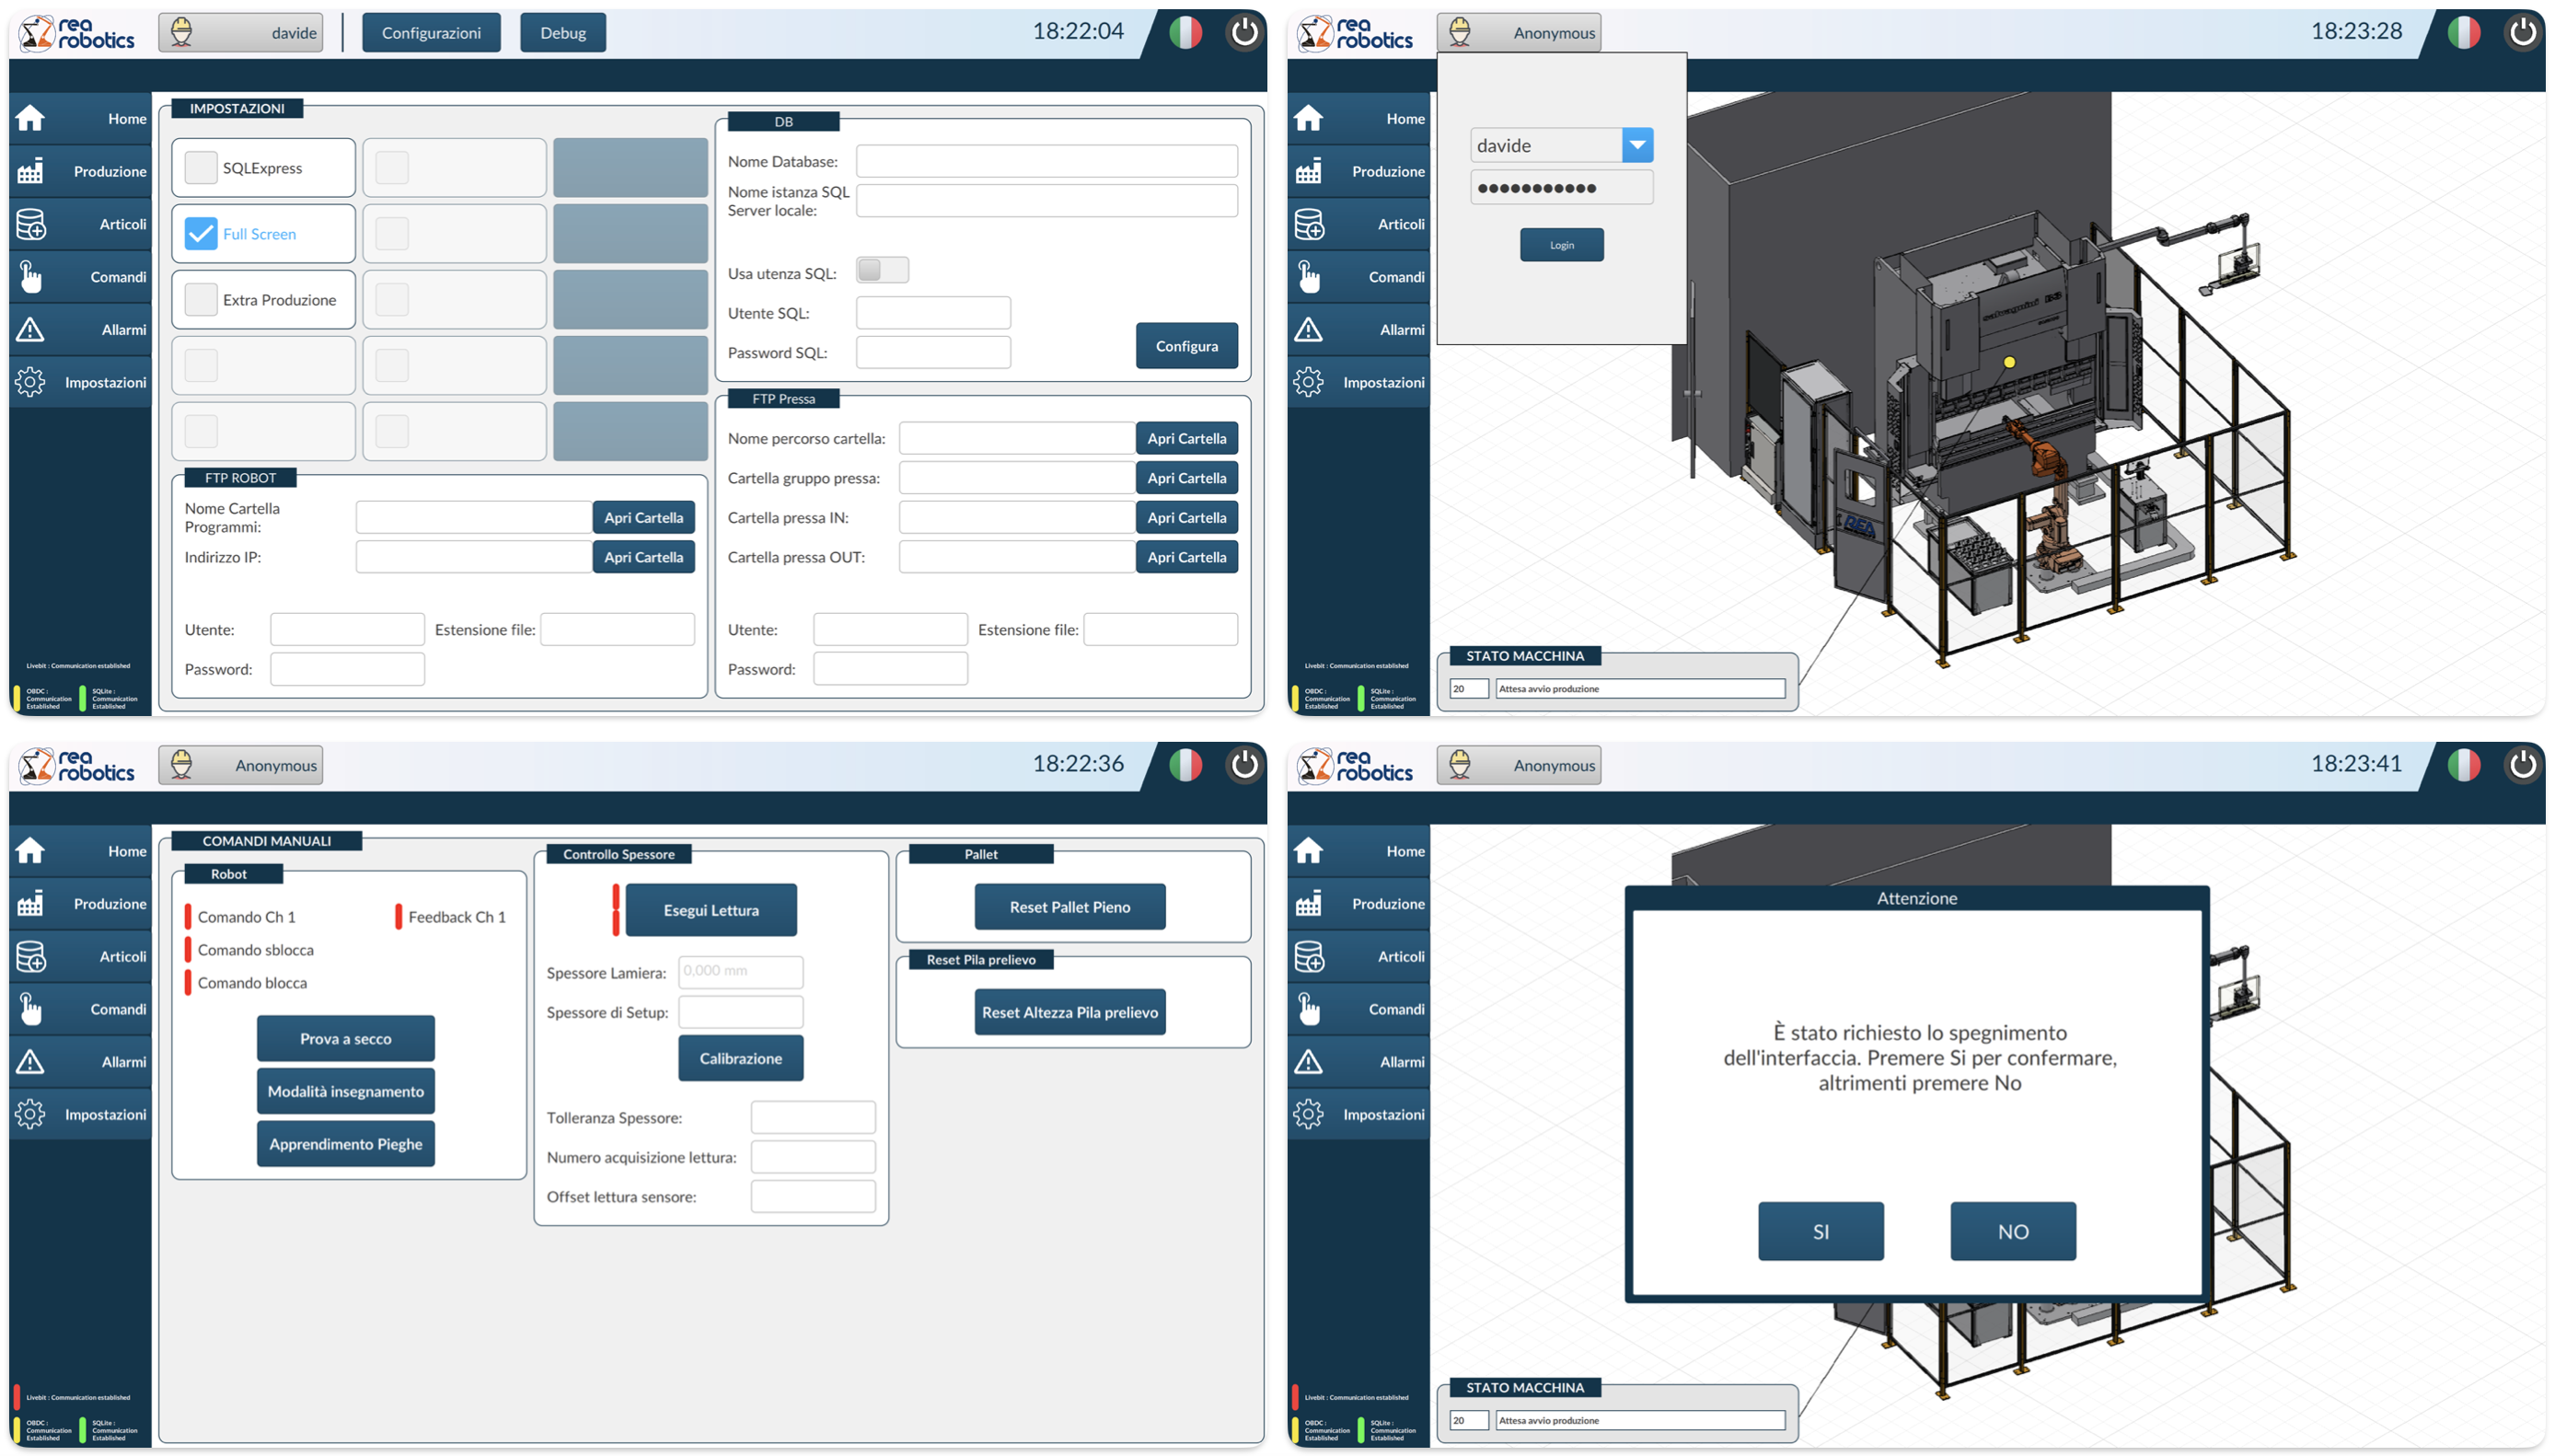 rea
robotics
davide
Configurazioni
Debug
18:22:04
Home
Produzione
Articoli
Comandi
Allarmi
Impostazioni
Livebit : Communication established
OBDC :
Communication
Established
SQLite :
Communication
Established
IMPOSTAZIONI
SQLExpress
Full Screen
Extra Produzione
FTP ROBOT
Nome Cartella
Programmi:
Apri Cartella
Indirizzo IP:
Apri Cartella
Utente:
Estensione file:
Password:
DB
Nome Database:
Nome istanza SQL
Server locale:
Usa utenza SQL:
Utente SQL:
Password SQL:
Configura
FTP Pressa
Nome percorso cartella:
Apri Cartella
Cartella gruppo pressa:
Apri Cartella
Cartella pressa IN:
Apri Cartella
Cartella pressa OUT:
Apri Cartella
Utente:
Estensione file:
Password:
rea
robotics
Anonymous
18:23:28
Home
Produzione
Articoli
Comandi
Allarmi
Impostazioni
Livebit : Communication established
OBDC :
Communication
Established
SQLite :
Communication
Established
davide
●●●●●●●●●●●
Login
salvagnini B3
REA
STATO MACCHINA
20
Attesa avvio produzione
rea
robotics
Anonymous
18:22:36
Home
Produzione
Articoli
Comandi
Allarmi
Impostazioni
Livebit : Communication established
OBDC :
Communication
Established
SQLite :
Communication
Established
COMANDI MANUALI
Robot
Comando Ch 1
Feedback Ch 1
Comando sblocca
Comando blocca
Prova a secco
Modalità insegnamento
Apprendimento Pieghe
Controllo Spessore
Esegui Lettura
Spessore Lamiera:
0,000 mm
Spessore di Setup:
Calibrazione
Tolleranza Spessore:
Numero acquisizione lettura:
Offset lettura sensore:
Pallet
Reset Pallet Pieno
Reset Pila prelievo
Reset Altezza Pila prelievo
rea
robotics
Anonymous
18:23:41
Home
Produzione
Articoli
Comandi
Allarmi
Impostazioni
Livebit : Communication established
OBDC :
Communication
Established
SQLite :
Communication
Established
Attenzione
È stato richiesto lo spegnimento
dell'interfaccia. Premere Si per confermare,
altrimenti premere No
SI
NO
STATO MACCHINA
20
Attesa avvio produzione